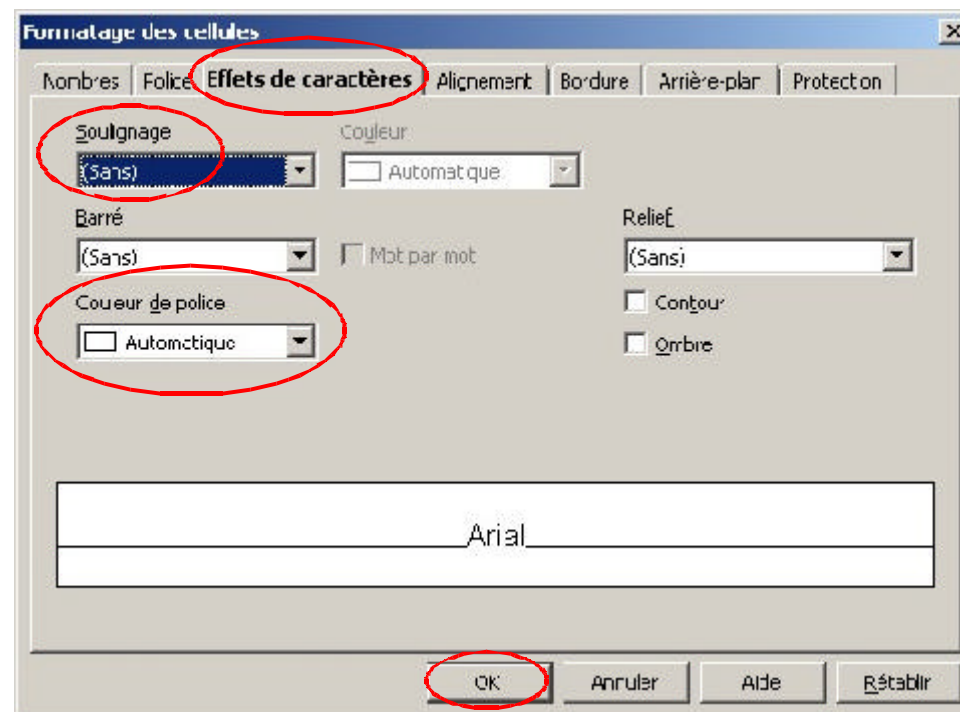 Formatage des cellules
Nombres Police Effets de caractères Alignement Bordure Arrière-plan Protection
Soulignage Couleur
(Sans) Automatique
Barré Relief
(Sans) Mot par mot (Sans)
Couleur de police Contour
Automatique Ombre
Arial
OK Annuler Aide Rétablir